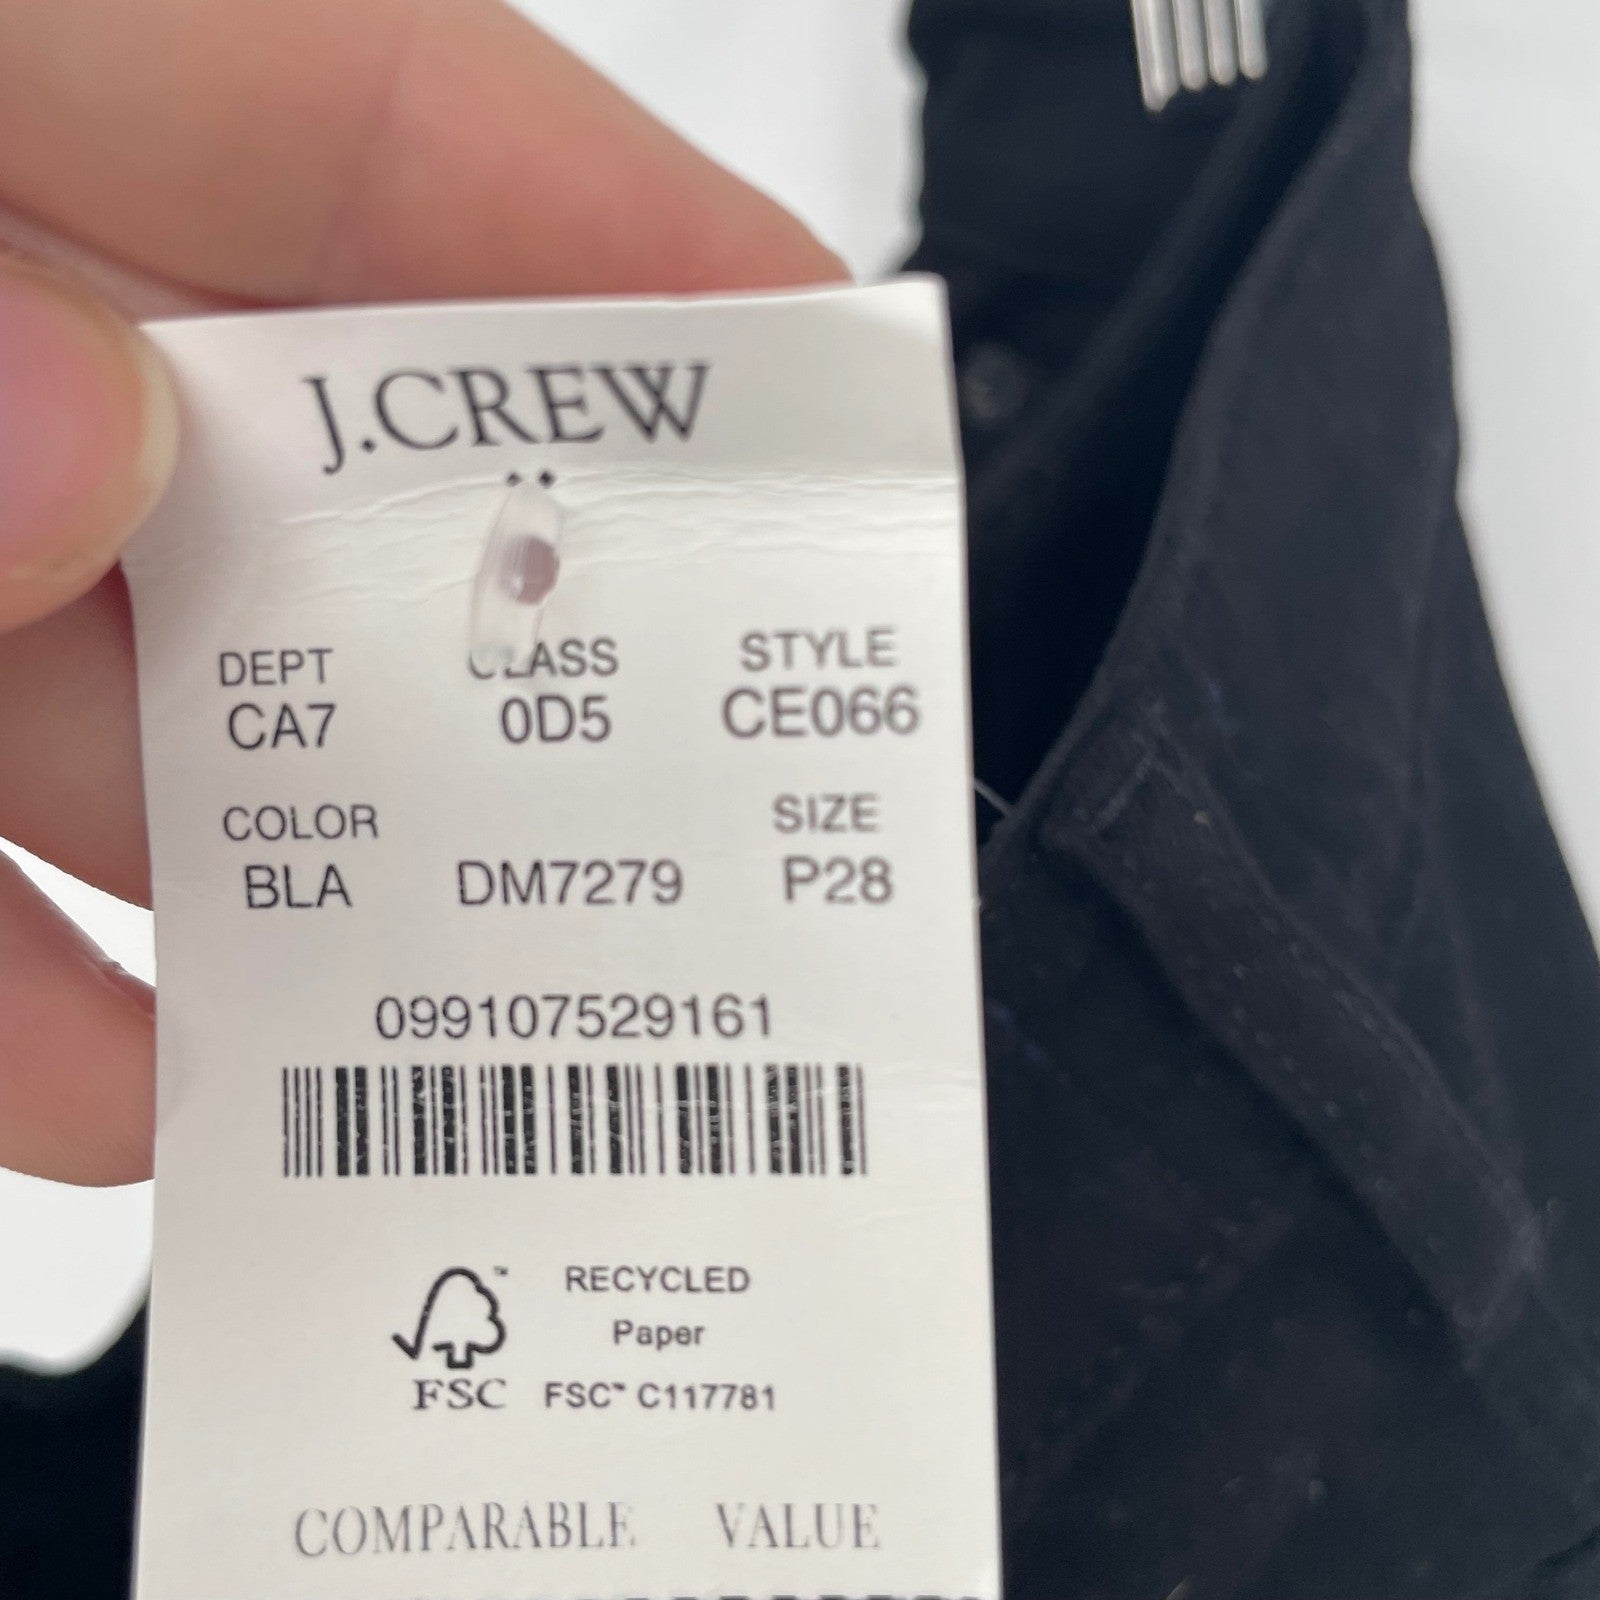 J.CREW
DEPT CLASS STYLE
CA7 0D5 CE066
COLOR SIZE
BLA DM7279 P28
099107529161
RECYCLED
Paper
FSC FSC™ C117781
COMPARABLE VALUE